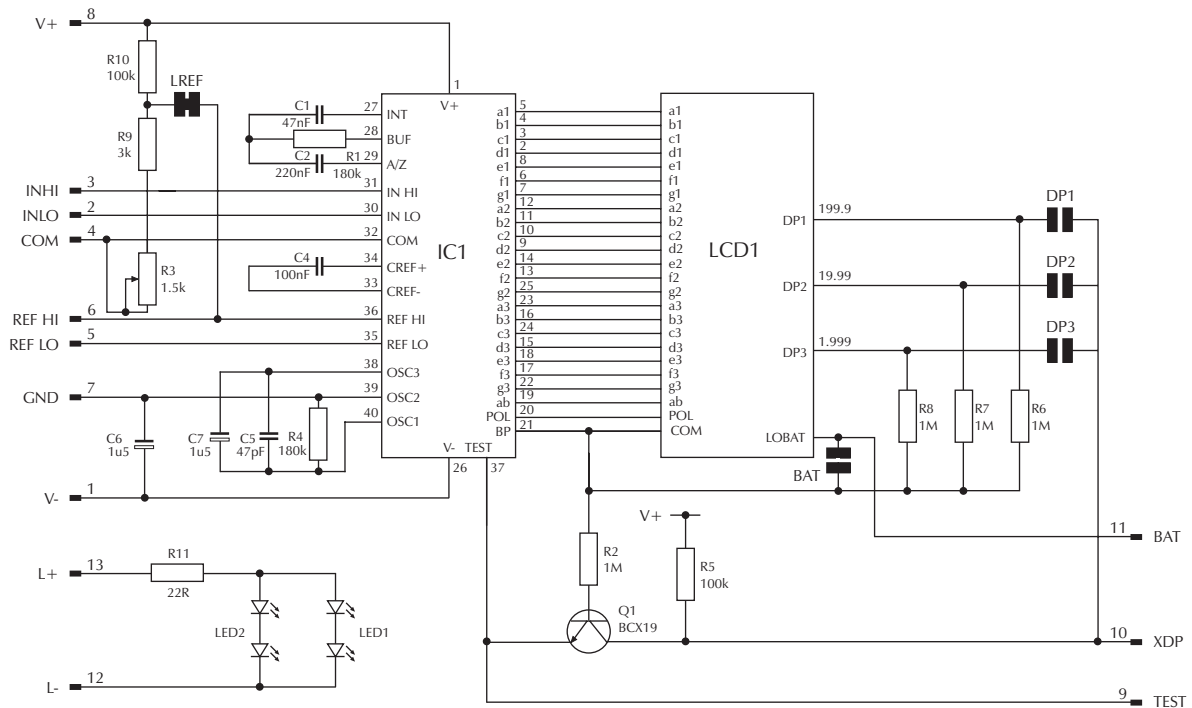 V+ 8
R10
100k
LREF
R9
3k
INHI 3
INLO 2
COM 4
R3
1.5k
REF HI 6
REF LO 5
GND 7
C6
1u5
C7
1u5
C5
47pF
R4
180k
V- 1
C1
47nF
C2
220nF
R1
180k
C4
100nF
1
V+
27 INT
28 BUF
29 A/Z
31 IN HI
30 IN LO
32 COM
34 CREF+
33 CREF-
36 REF HI
35 REF LO
38 OSC3
39 OSC2
40 OSC1
IC1
V- TEST
26 37
a1 5 a1
b1 4 b1
c1 3 c1
d1 2 d1
e1 8 e1
f1 6 f1
g1 7 g1
a2 12 a2
b2 11 b2
c2 10 c2
d2 9 d2
e2 14 e2
f2 13 f2
g2 25 g2
a3 23 a3
b3 16 b3
c3 24 c3
d3 15 d3
e3 18 e3
f3 17 f3
g3 22 g3
ab 19 ab
POL 20 POL
BP 21 COM
LCD1
DP1 199.9 DP1
DP2 19.99 DP2
DP3 1.999 DP3
LOBAT
BAT
R8
1M
R7
1M
R6
1M
V+
R2
1M
R5
100k
Q1
BCX19
11 BAT
10 XDP
9 TEST
L+ 13
R11
22R
LED2
LED1
L- 12